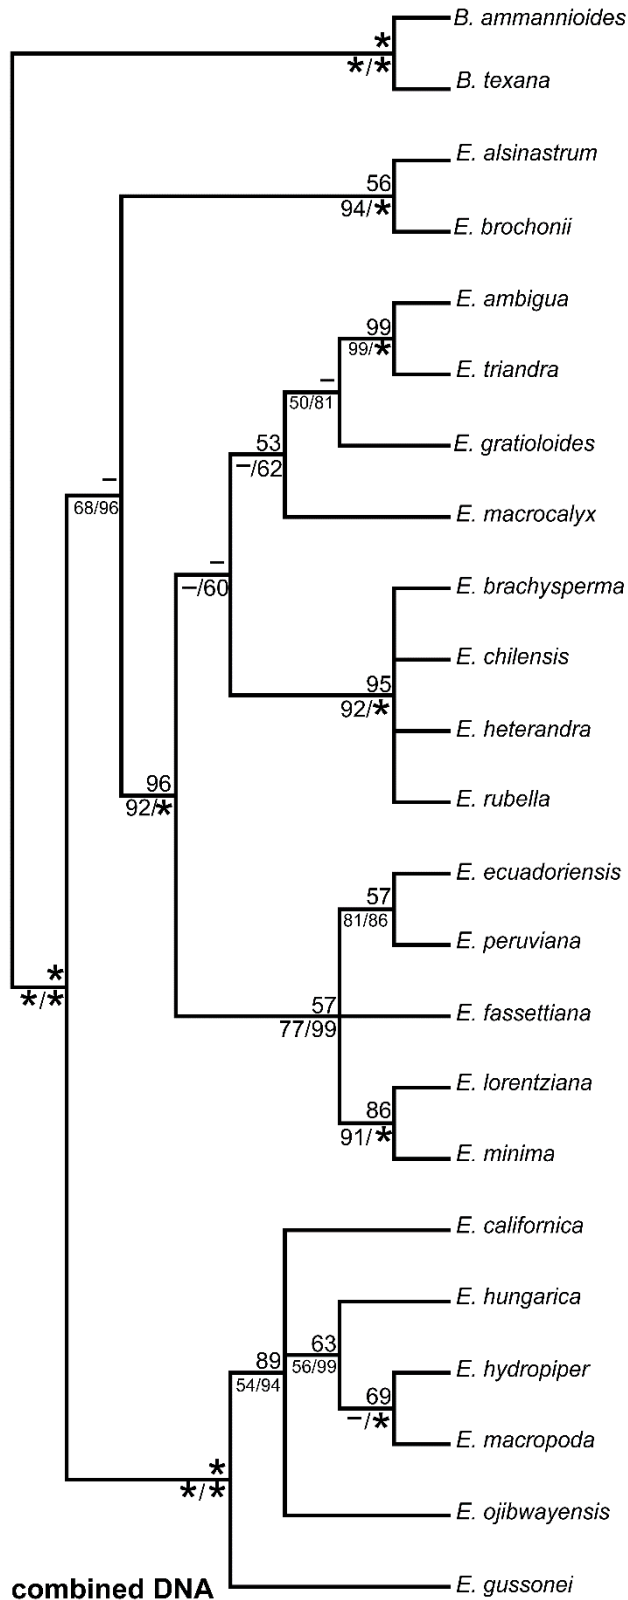 B. ammannioides
*
*/*
B. texana
E. alsinastrum
56
94/*
E. brochonii
E. ambigua
99
99/*
E. triandra
–
50/81
E. gratioloides
53
–/62
–
68/96
E. macrocalyx
–
–/60
E. brachysperma
E. chilensis
95
92/*
E. heterandra
96
92/*
E. rubella
E. ecuadoriensis
57
81/86
E. peruviana
*
*/*
57
77/99
E. fassettiana
E. lorentziana
86
91/*
E. minima
E. californica
E. hungarica
63
56/99
89
54/94
E. hydropiper
69
–/*
E. macropoda
*
*/*
E. ojibwayensis
combined DNA
E. gussonei